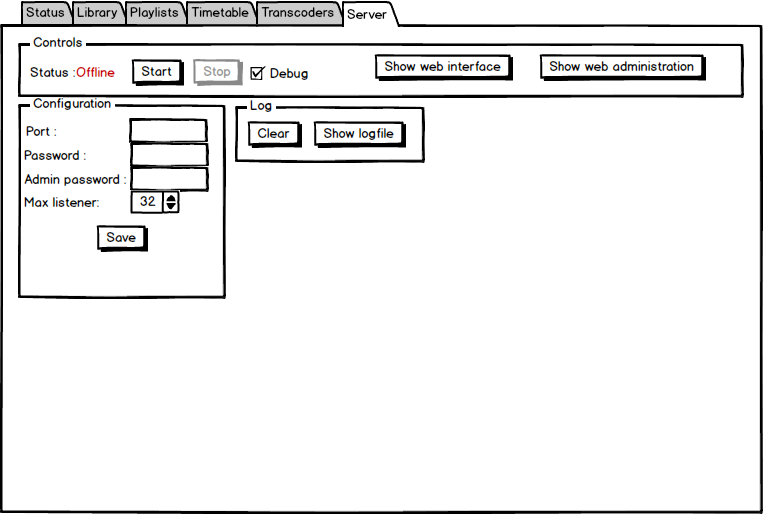 Status Library Playlists Timetable Transcoders Server
Controls
Status :Offline Start Stop Debug Show web interface Show web administration
Configuration
Port :
Password :
Admin password :
Max listener: 32
Save
Log
Clear Show logfile